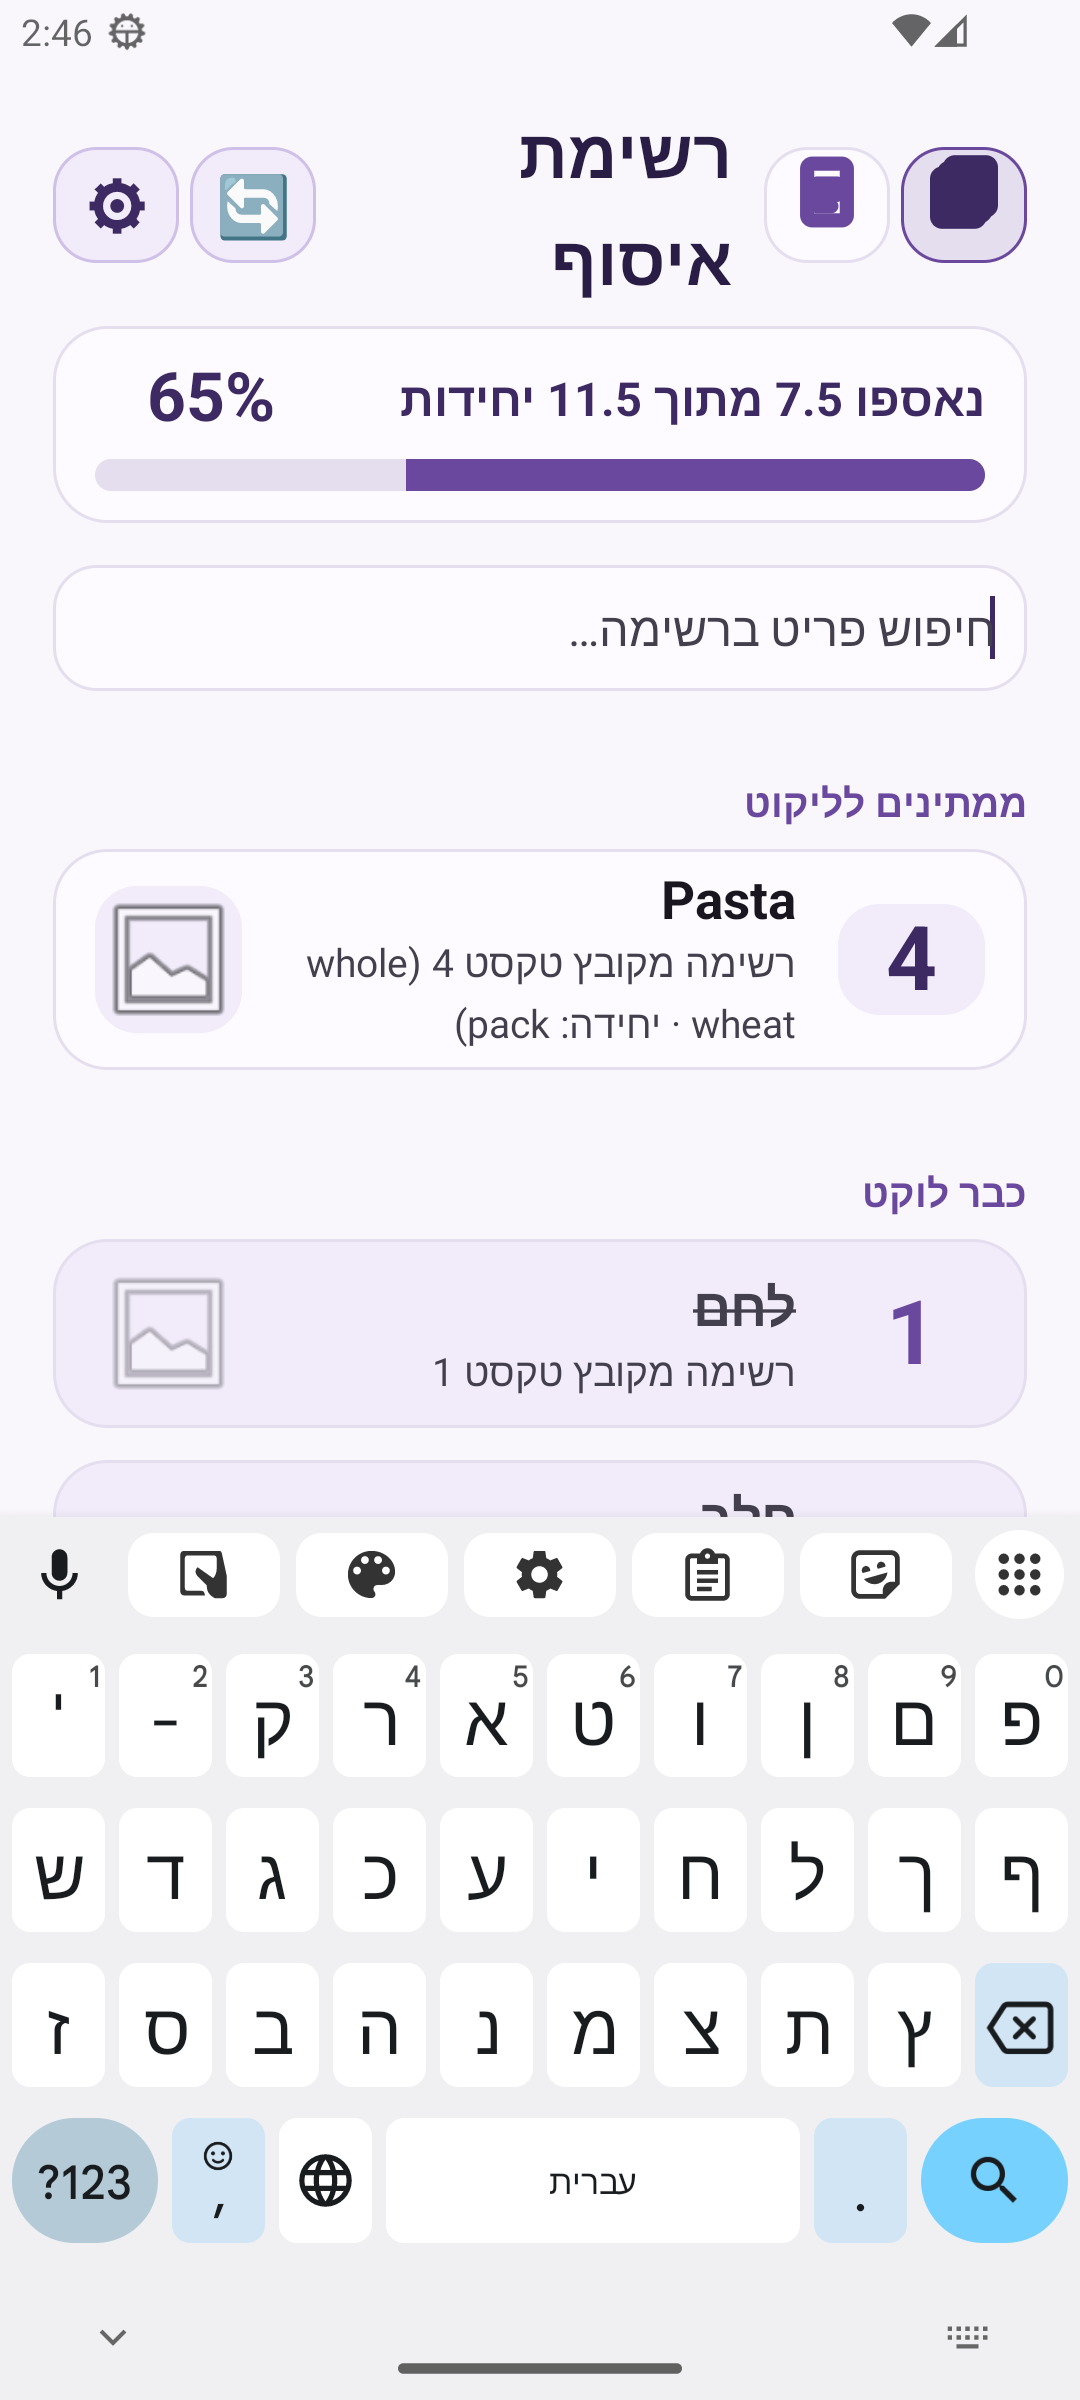 2:46
רשימת
איסוף
נאספו 7.5 מתוך 11.5 יחידות
65%
חיפוש פריט ברשימה...
ממתינים לליקוט
4
Pasta
רשימה מקובץ טקסט 4 (whole
wheat · יחידה: pack)
כבר לוקט
1
לחם
רשימה מקובץ טקסט 1
' 1 - 2 ק 3 ר 4 א 5 ט 6 ו 7 ן 8 ם 9 פ 0
ש ד ג כ ע י ח ל ך ף
ז ס ב ה נ מ צ ת ץ
?123 , עברית .